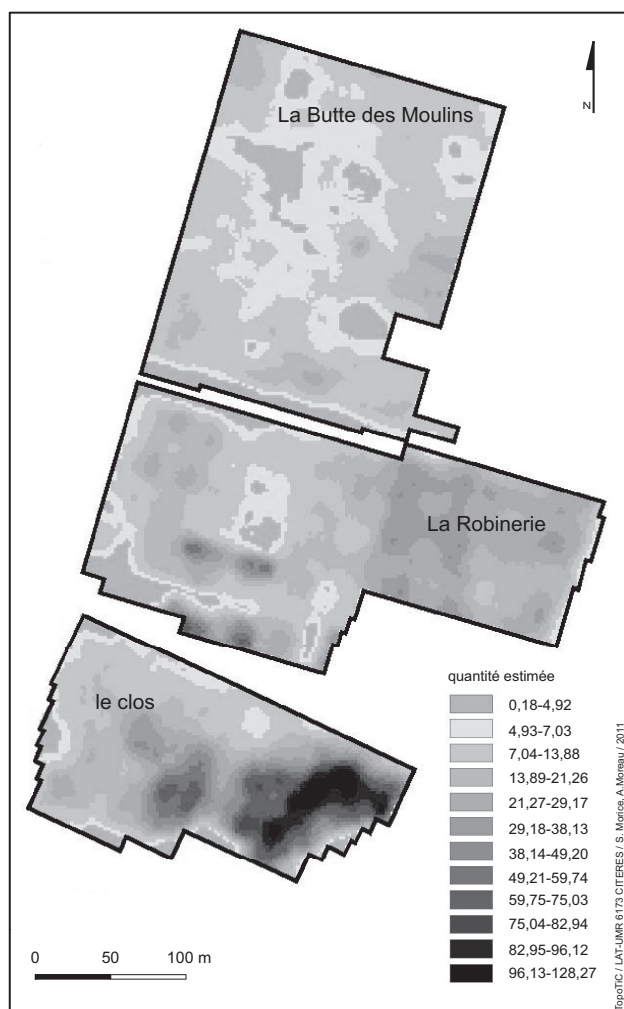 La Butte des Moulins
N
La Robinerie
le clos
quantité estimée
0,18-4,92
4,93-7,03
7,04-13,88
13,89-21,26
21,27-29,17
29,18-38,13
38,14-49,20
49,21-59,74
59,75-75,03
75,04-82,94
82,95-96,12
96,13-128,27
0 50 100 m
TopoTiC / LAT-UMR 6173 CITERES / S. Morice, A.Moreau / 2011